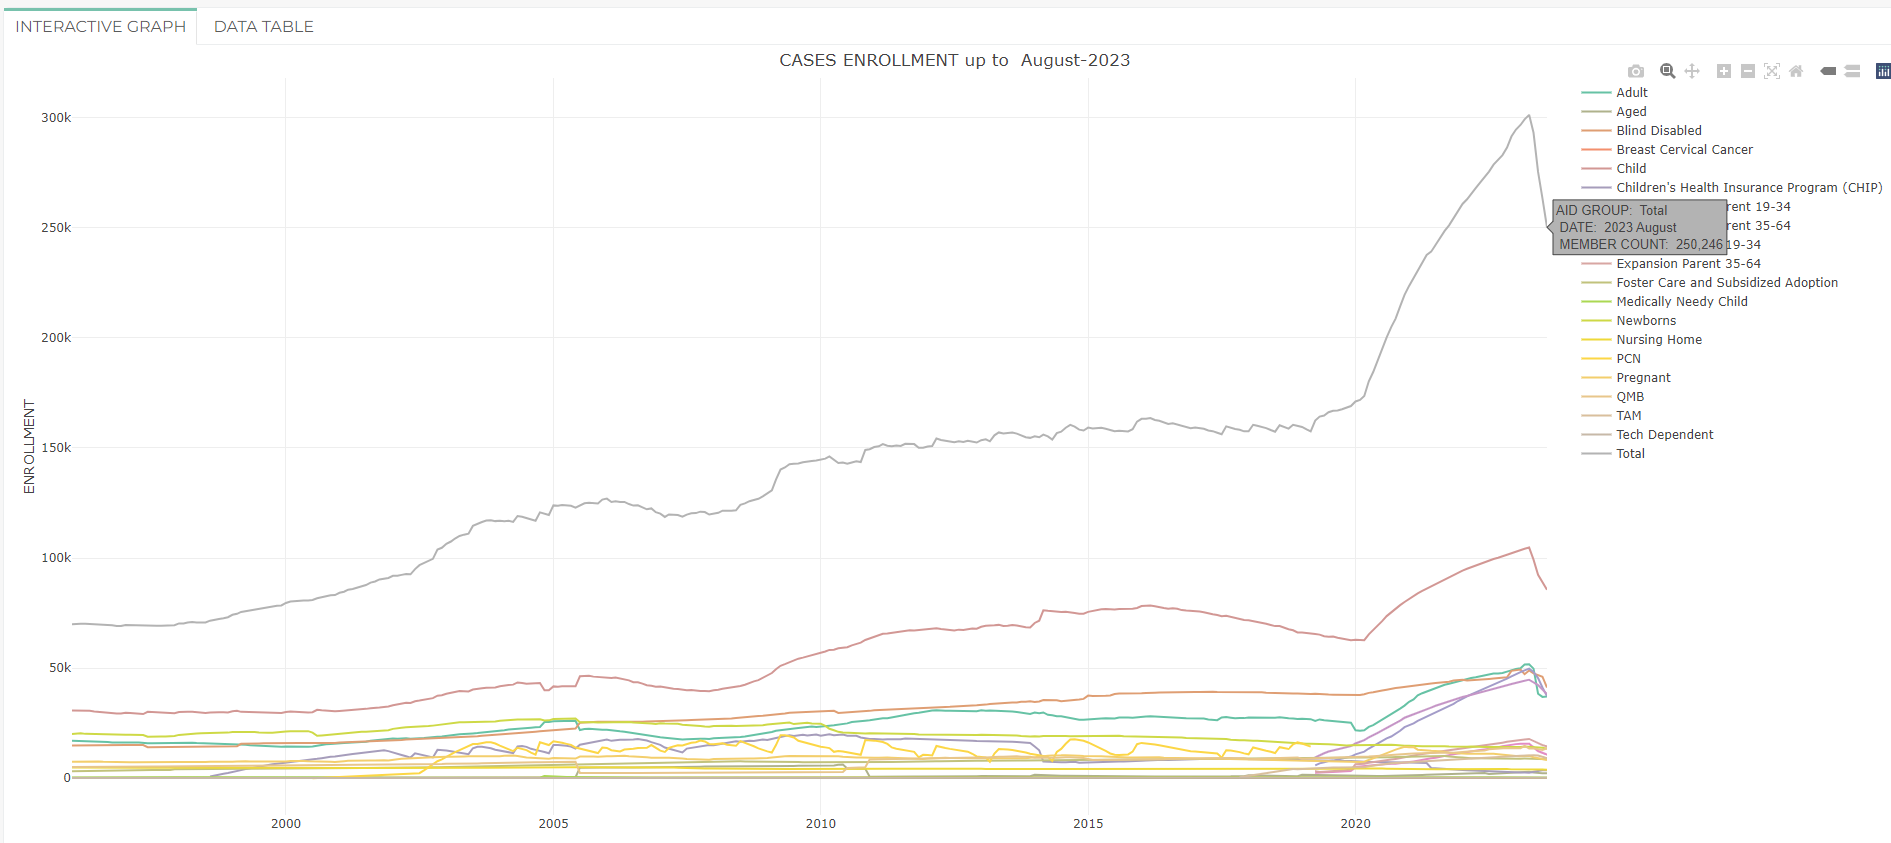 INTERACTIVE GRAPH
DATA TABLE
CASES ENROLLMENT up to August-2023
ENROLLMENT
300k
250k
200k
150k
100k
50k
0
2000
2005
2010
2015
2020
Adult
Aged
Blind Disabled
Breast Cervical Cancer
Child
Children's Health Insurance Program (CHIP)
rent 19-34
rent 35-64
19-34
AID GROUP: Total
DATE: 2023 August
MEMBER COUNT: 250,246
Expansion Parent 35-64
Foster Care and Subsidized Adoption
Medically Needy Child
Newborns
Nursing Home
PCN
Pregnant
QMB
TAM
Tech Dependent
Total